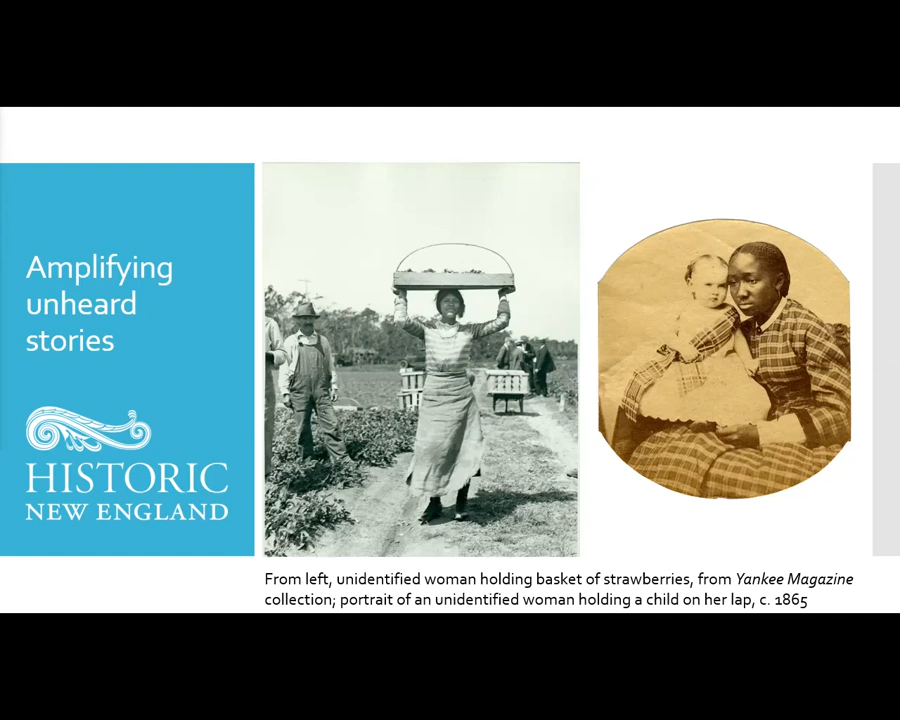 Amplifying
unheard
stories
HISTORIC
NEW ENGLAND
From left, unidentified woman holding basket of strawberries, from Yankee Magazine
collection; portrait of an unidentified woman holding a child on her lap, c. 1865